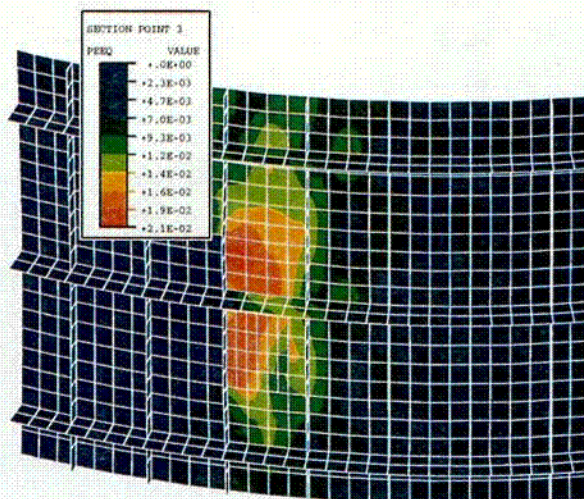 SECTION POINT 3
PEEQ VALUE
+.0E+00
+2.3E-03
+4.7E-03
+7.0E-03
+9.3E-03
+1.2E-02
+1.4E-02
+1.6E-02
+1.9E-02
+2.1E-02